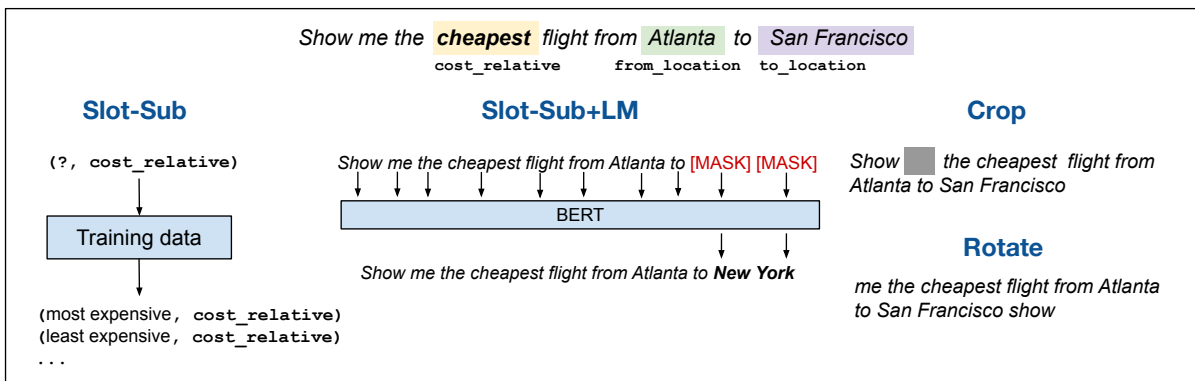 Show me the cheapest flight from Atlanta to San Francisco
cost_relative from_location to_location
Slot-Sub
(?, cost_relative)
Training data
(most expensive, cost_relative)
(least expensive, cost_relative)
...
Slot-Sub+LM
Show me the cheapest flight from Atlanta to [MASK] [MASK]
BERT
Show me the cheapest flight from Atlanta to New York
Crop
Show the cheapest flight from
Atlanta to San Francisco
Rotate
me the cheapest flight from Atlanta
to San Francisco show